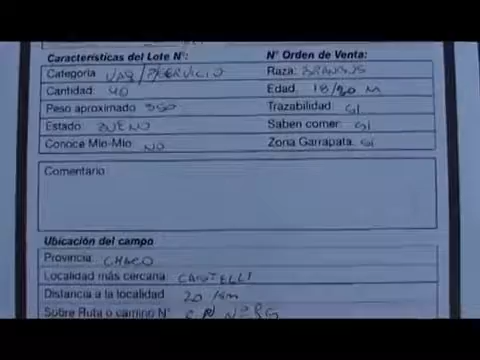 Características del Lote N°: N° Orden de Venta:
Categoria VAQ/P/SERVICIO Raza: BRANGUS
Cantidad: 40 Edad. 18/20 M
Peso aproximado 350 Trazabilidad: SI
Estado BUENO Saben comer: SI
Conoce Mio-Mio NO Zona Garrapata: SI
Comentario
Ubicación del campo
Provincia: CHACO
Localidad más cercana: CASTELLI
Distancia a la localidad 20 KM
Sobre Ruta o camino N° R P N°